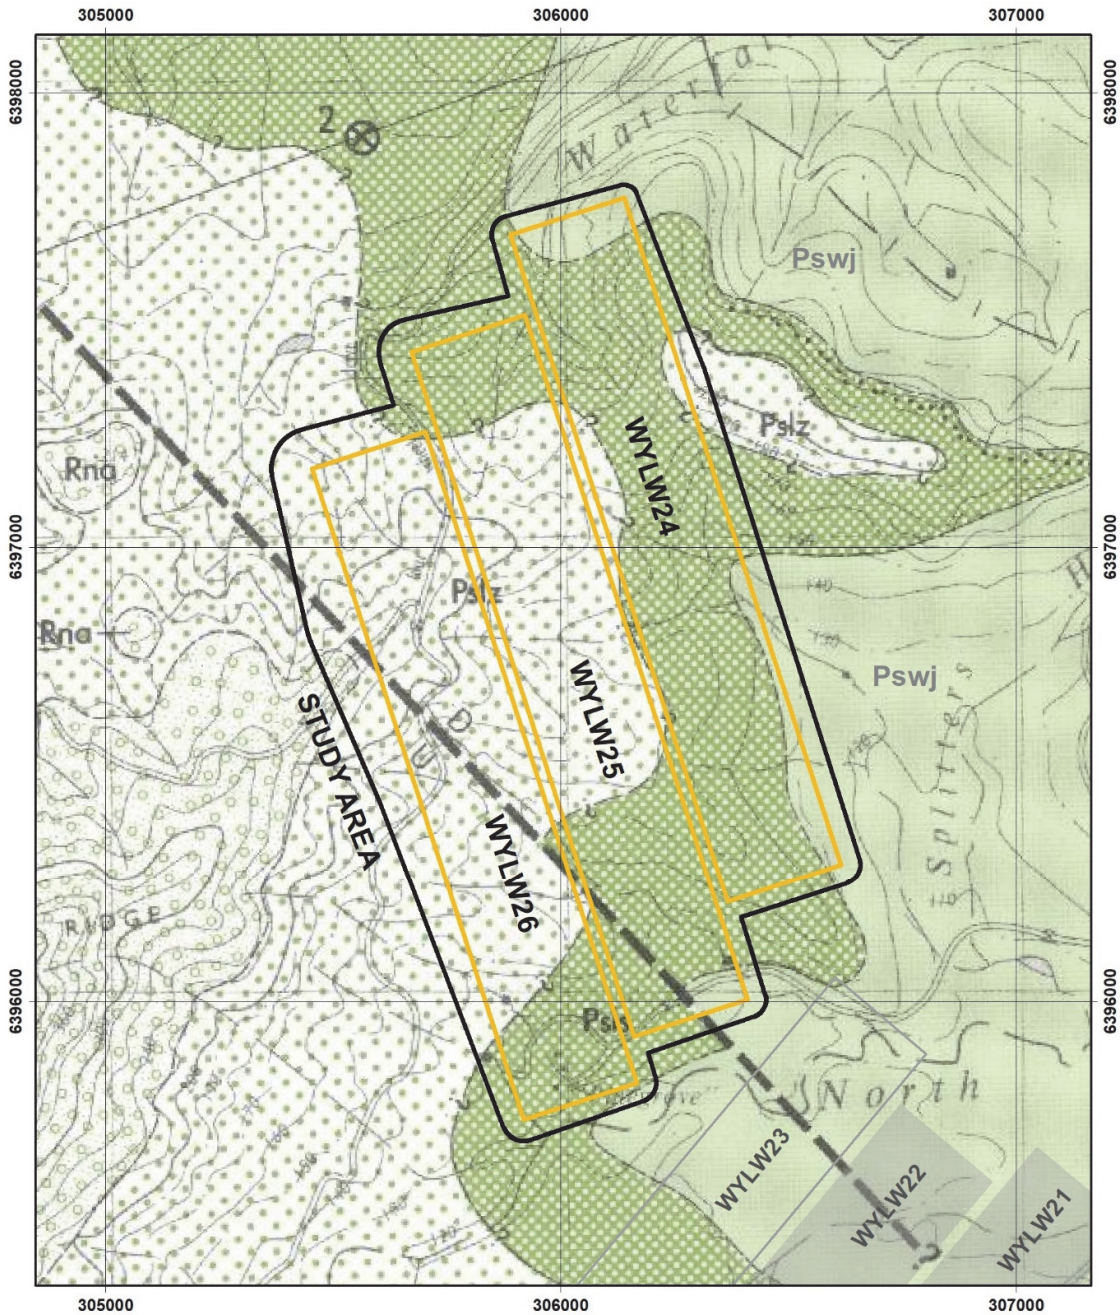 305000
306000
307000
6398000
6398000
2
Waterfal
Pswj
Pslz
Rna
WYLW24
6397000
6397000
Pslz
Rna
Pswj
D
U
WYLW25
STUDY AREA
Splitters
WYLW26
RIDGE
6396000
6396000
Psls
"North
WYLW23
WYLW22
WYLW21
?
305000
306000
307000